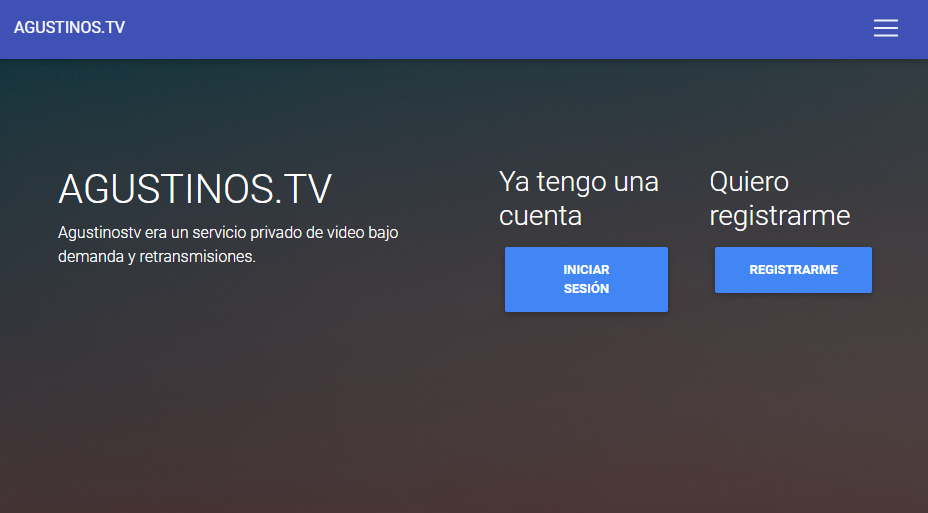 AGUSTINOS.TV
AGUSTINOS.TV
Agustinostv era un servicio privado de video bajo
demanda y retransmisiones.
Ya tengo una
cuenta
INICIAR
SESIÓN
Quiero
registrarme
REGISTRARME